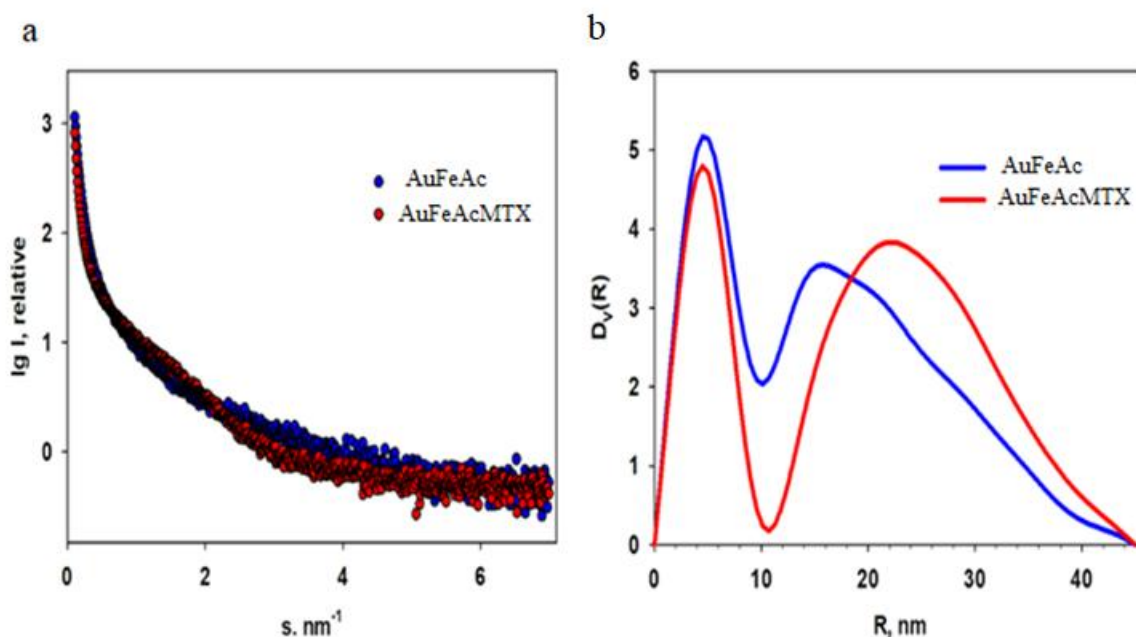 a
lg I, relative
3
2
1
0
0
2
4
6
s. nm-1
AuFeAc
AuFeAcMTX
b
Dv(R)
6
5
4
3
2
1
0
0
10
20
30
40
R, nm
AuFeAc
AuFeAcMTX